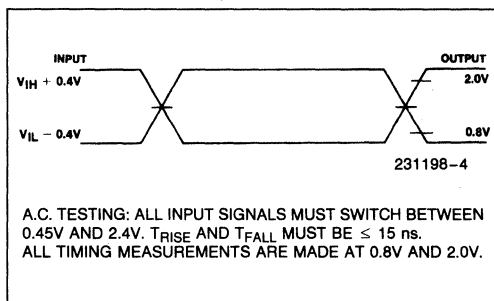 INPUT OUTPUT
V_IH + 0.4V 2.0V
V_IL − 0.4V 0.8V
231198–4
A.C. TESTING: ALL INPUT SIGNALS MUST SWITCH BETWEEN
0.45V AND 2.4V. T_RISE AND T_FALL MUST BE ≤ 15 ns.
ALL TIMING MEASUREMENTS ARE MADE AT 0.8V AND 2.0V.